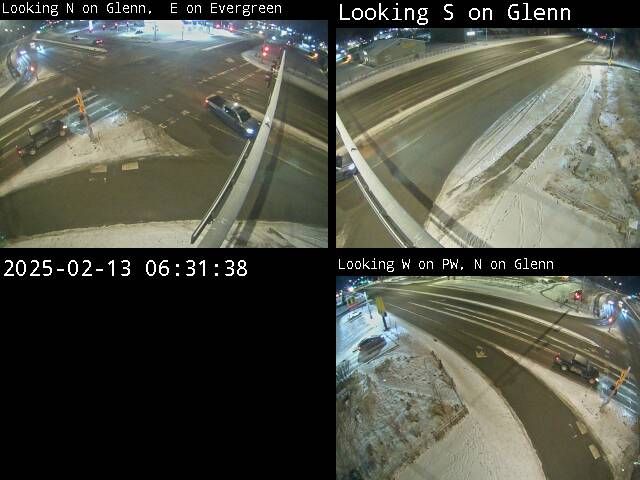 Looking N on Glenn,  E on Evergreen
Looking S on Glenn
2025-02-13 06:31:38
Looking W on PW, N on Glenn